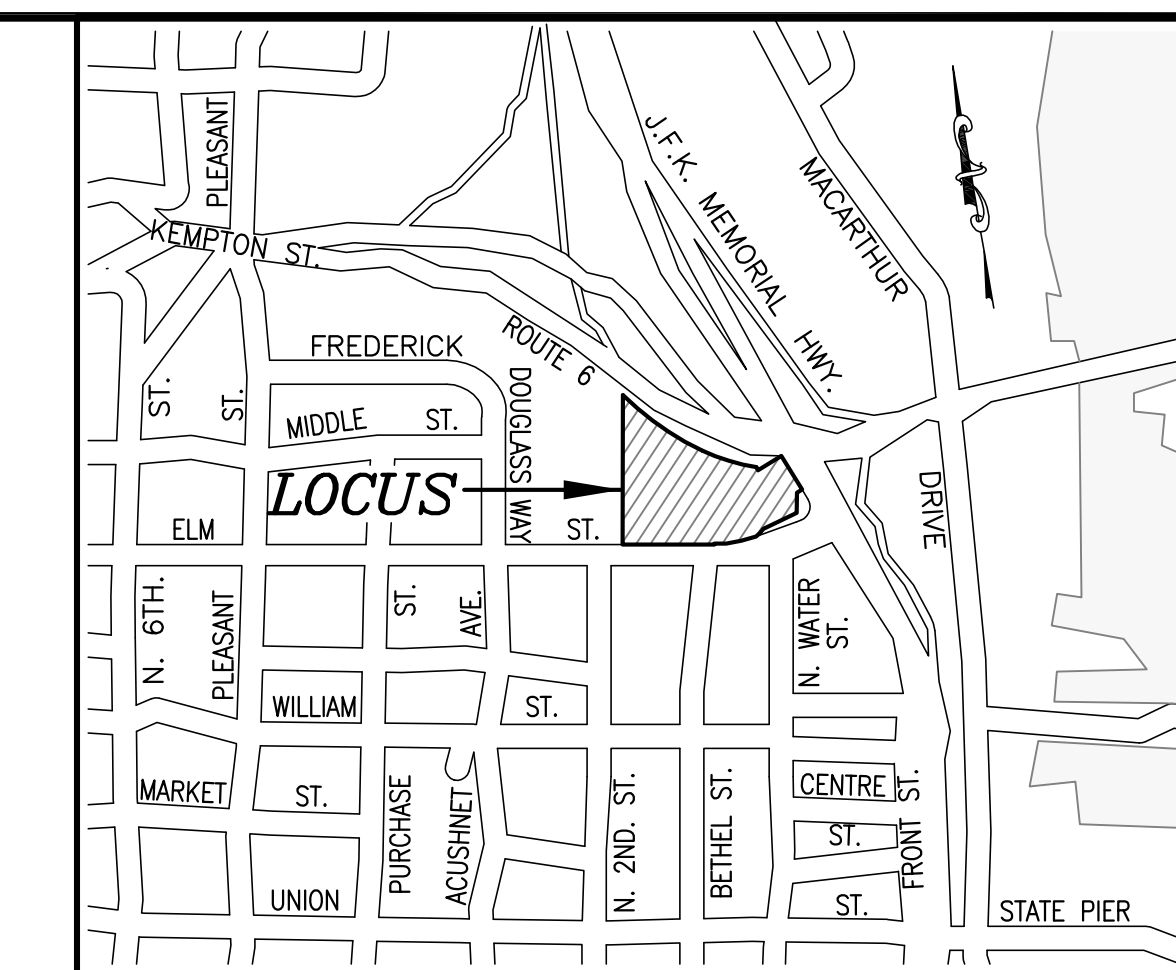 PLEASANT
J.F.K. MEMORIAL HWY.
MACARTHUR
KEMPTON ST.
FREDERICK
ROUTE 6
ST.
ST.
MIDDLE ST.
DOUGLASS WAY
LOCUS
ELM ST.
DRIVE
N. 6TH.
PLEASANT
ST.
AVE.
N. WATER ST.
WILLIAM ST.
MARKET ST.
PURCHASE
ACUSHNET
N. 2ND. ST.
BETHEL ST.
CENTRE
ST.
FRONT ST.
UNION
ST.
STATE PIER